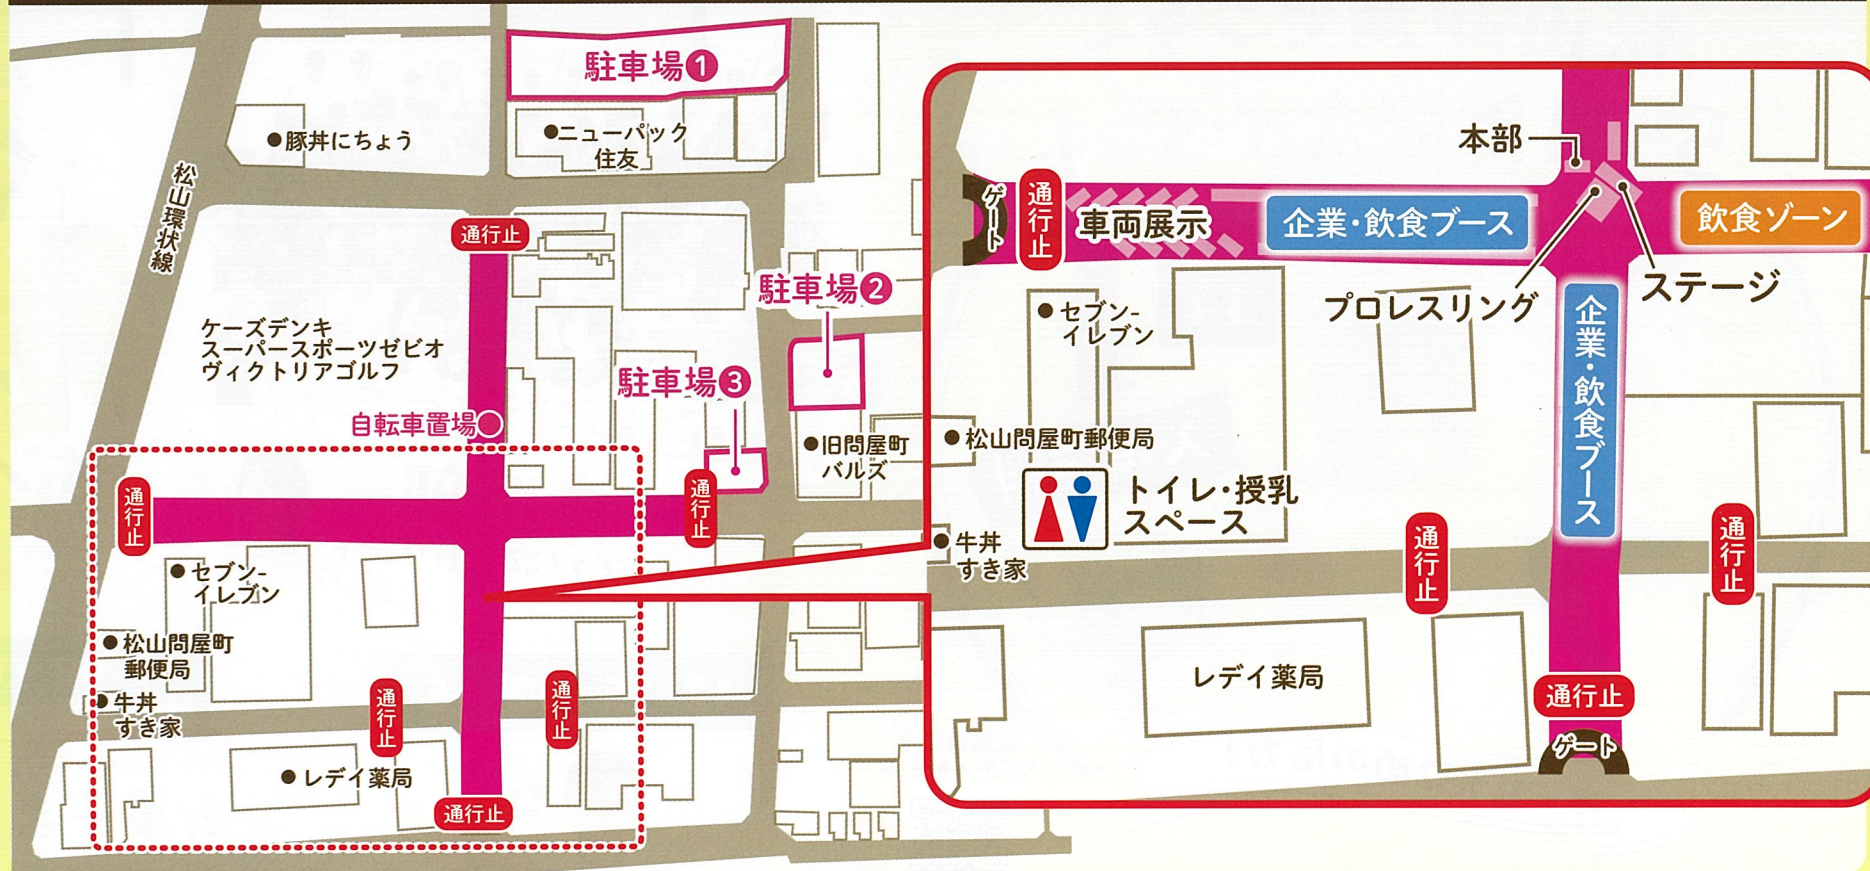 駐車場❶
豚丼にちょう
ニューパック
住友
松山環状線
通行止
駐車場❷
ケーズデンキ
スーパースポーツゼビオ
ヴィクトリアゴルフ
駐車場❸
自転車置場
旧問屋町
バルズ
通行止
通行止
セブン-
イレブン
松山問屋町
郵便局
牛丼
すき家
通行止
通行止
レデイ薬局
通行止
本部
ゲート
通行止
車両展示
企業・飲食ブース
飲食ゾーン
プロレスリング
ステージ
セブン-
イレブン
企業・飲食ブース
松山問屋町郵便局
トイレ・授乳
スペース
牛丼
すき家
通行止
通行止
レデイ薬局
通行止
ゲート